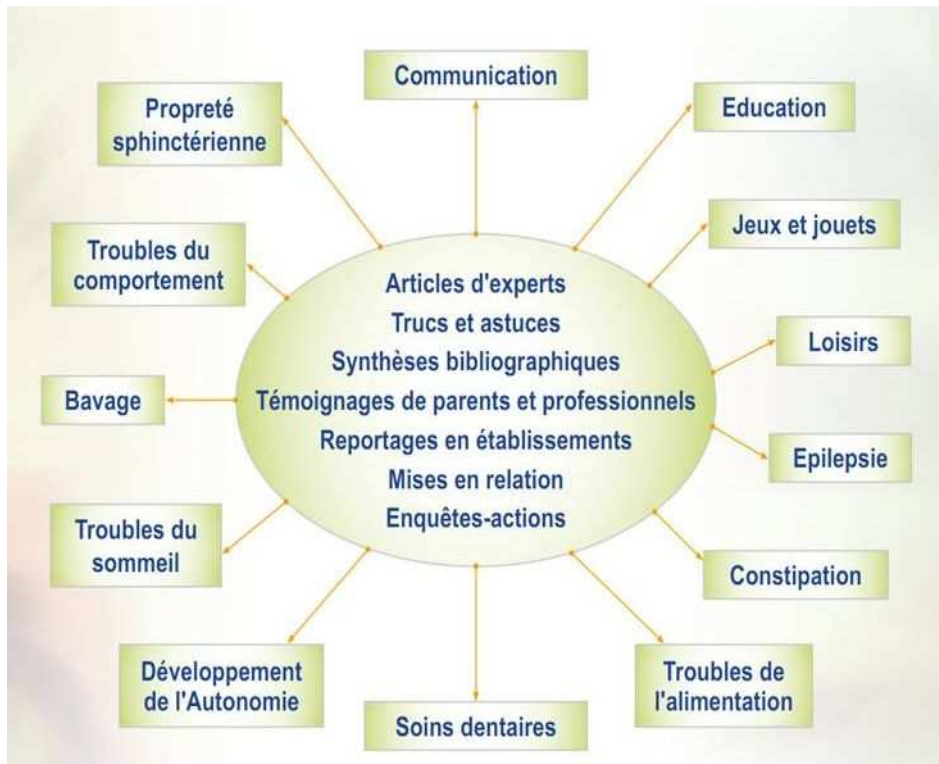 Communication
Propreté
sphinctérienne
Education
Troubles du
comportement
Jeux et jouets
Articles d'experts
Trucs et astuces
Synthèses bibliographiques
Témoignages de parents et professionnels
Reportages en établissements
Mises en relation
Enquêtes-actions
Loisirs
Bavage
Epilepsie
Troubles du
sommeil
Constipation
Développement
de l'Autonomie
Soins dentaires
Troubles de
l'alimentation